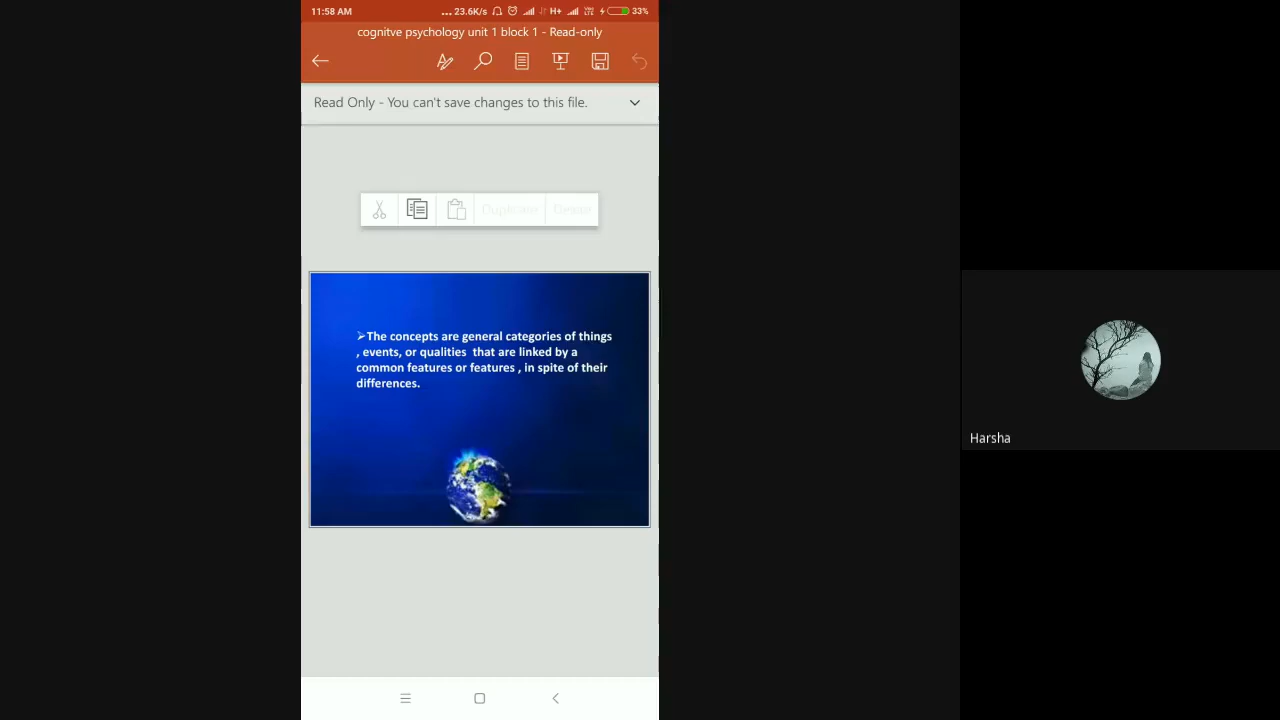 11:58 AM
... 23.6K/s H+ 33%
cognitve psychology unit 1 block 1 - Read-only
Read Only - You can't save changes to this file.
Duplicate Delete
➢The concepts are general categories of things
, events, or qualities that are linked by a
common features or features , in spite of their
differences.
Harsha